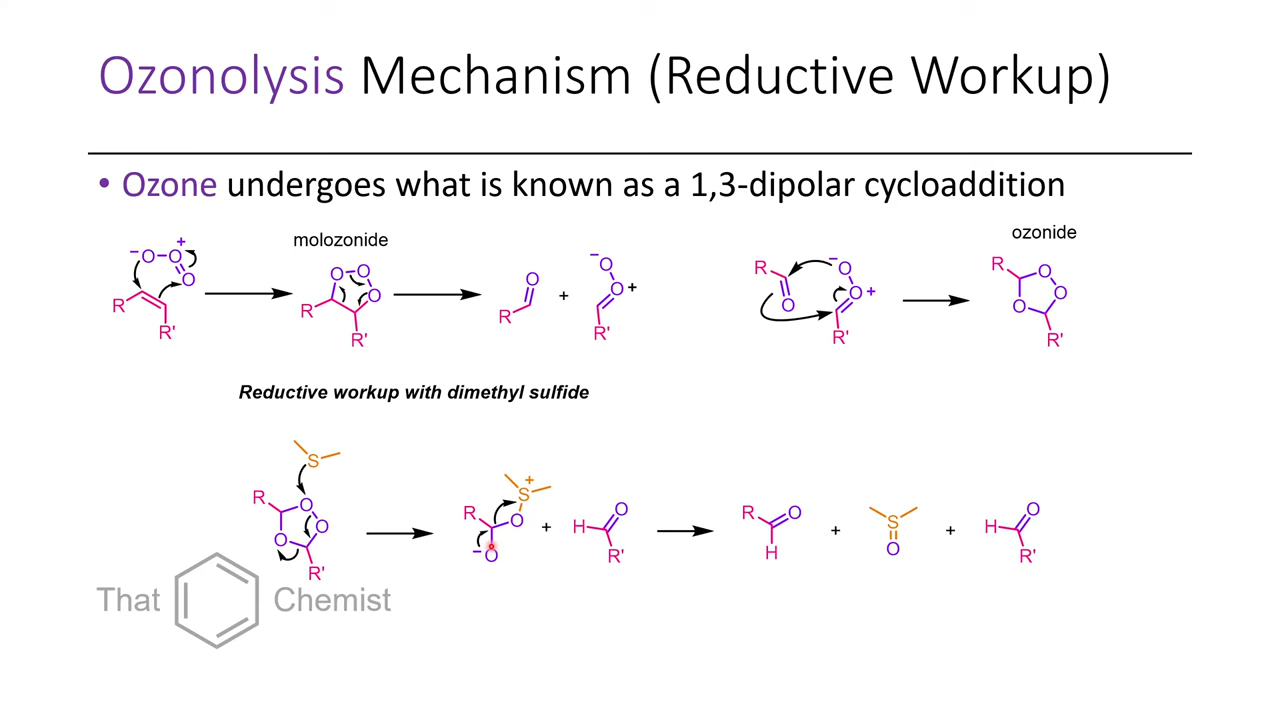 Ozonolysis Mechanism (Reductive Workup)
• Ozone undergoes what is known as a 1,3-dipolar cycloaddition
molozonide
ozonide
− O − O + O R R'
R O O O R'
R O + − O O + R'
R O − O O + R'
R O O O R'
Reductive workup with dimethyl sulfide
S R O O O R'
R S + O − O + H O R'
R O H + S O + H O R'
That Chemist